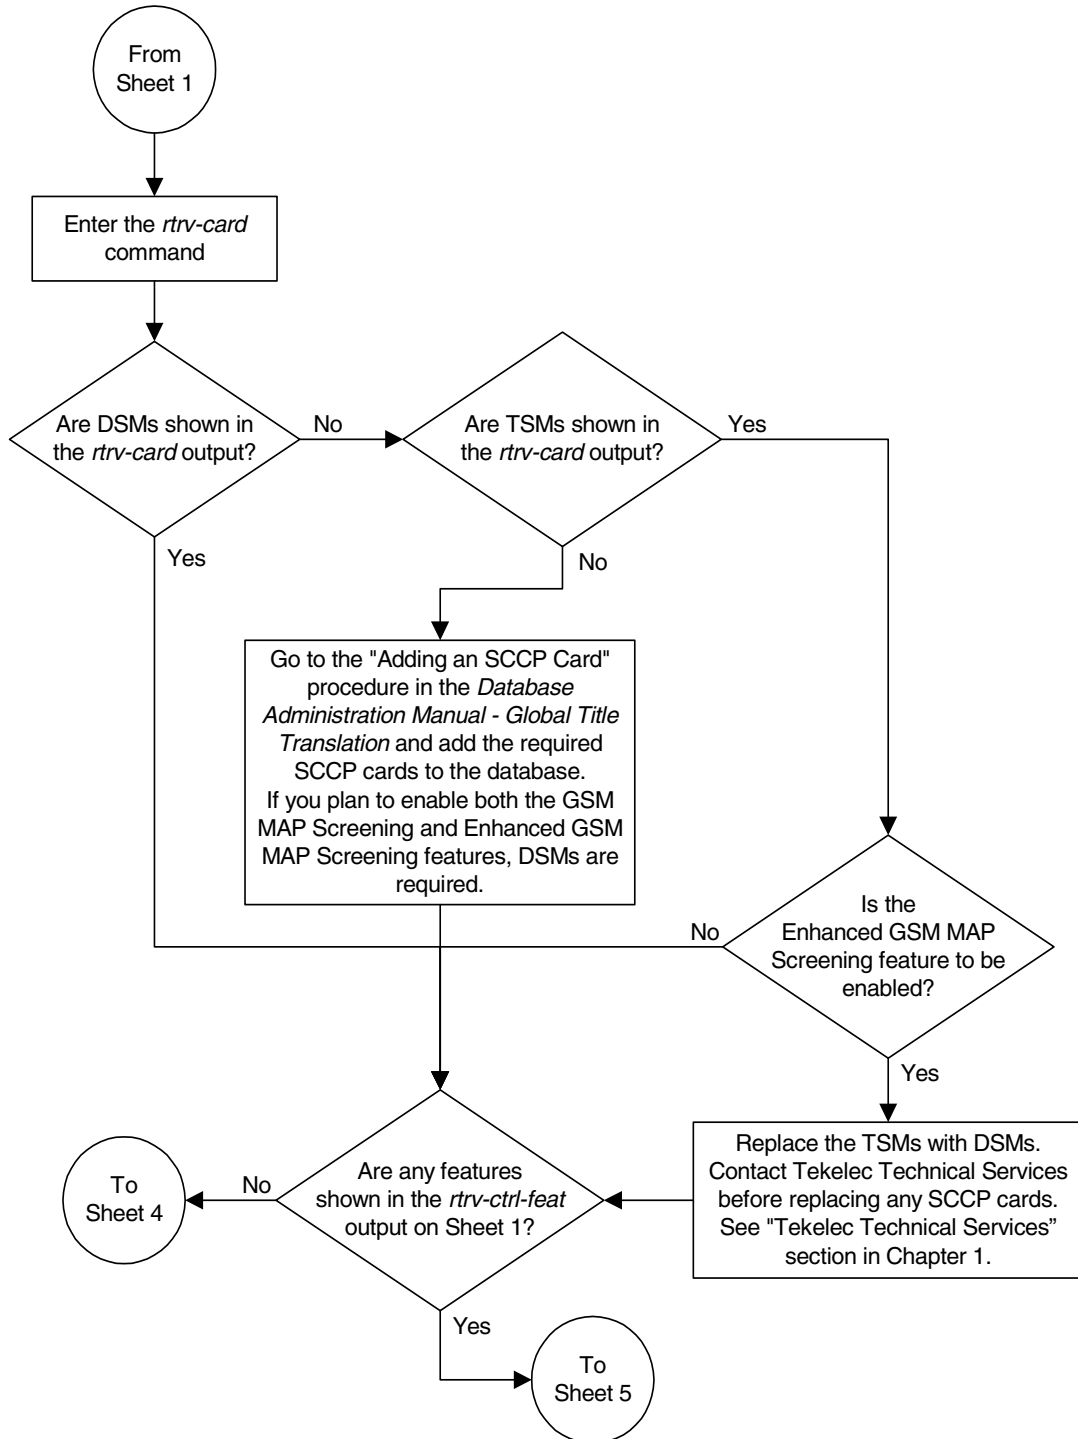 From
Sheet 1
Enter the rtrv-card
command
Are DSMs shown in
the rtrv-card output?
No
Yes
Are TSMs shown in
the rtrv-card output?
Yes
No
Go to the "Adding an SCCP Card"
procedure in the Database
Administration Manual - Global Title
Translation and add the required
SCCP cards to the database.
If you plan to enable both the GSM
MAP Screening and Enhanced GSM
MAP Screening features, DSMs are
required.
Is the
Enhanced GSM MAP
Screening feature to be
enabled?
No
Yes
Replace the TSMs with DSMs.
Contact Tekelec Technical Services
before replacing any SCCP cards.
See "Tekelec Technical Services”
section in Chapter 1.
Are any features
shown in the rtrv-ctrl-feat
output on Sheet 1?
No
To
Sheet 4
Yes
To
Sheet 5